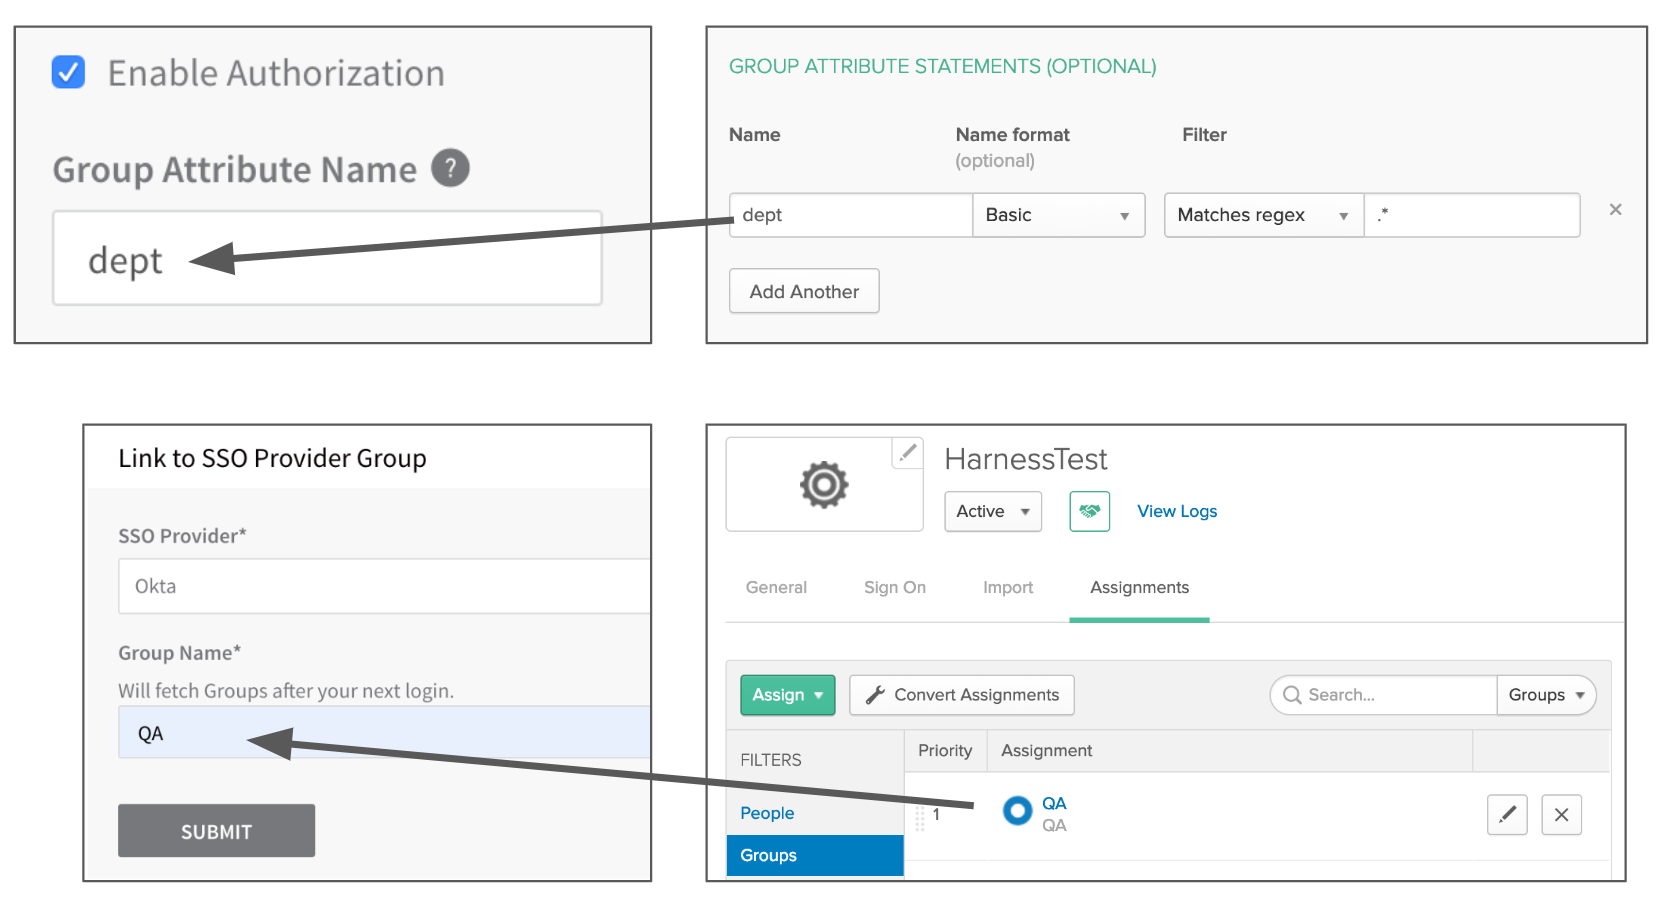 Enable Authorization
Group Attribute Name ?
dept
GROUP ATTRIBUTE STATEMENTS (OPTIONAL)
Name Name format Filter
(optional)
dept Basic Matches regex .*
Add Another
Link to SSO Provider Group
SSO Provider*
Okta
Group Name*
Will fetch Groups after your next login.
QA
SUBMIT
HarnessTest
Active View Logs
General Sign On Import Assignments
Assign Convert Assignments Search... Groups
FILTERS
People
Groups
Priority Assignment
1 QA
QA